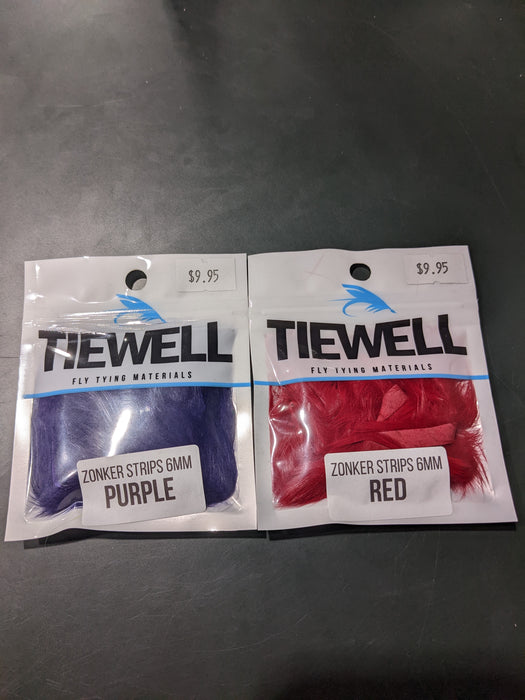 $9.95
TIEWELL
FLY TYING MATERIALS
ZONKER STRIPS 6MM
PURPLE
$9.95
TIEWELL
FLY TYING MATERIALS
ZONKER STRIPS 6MM
RED